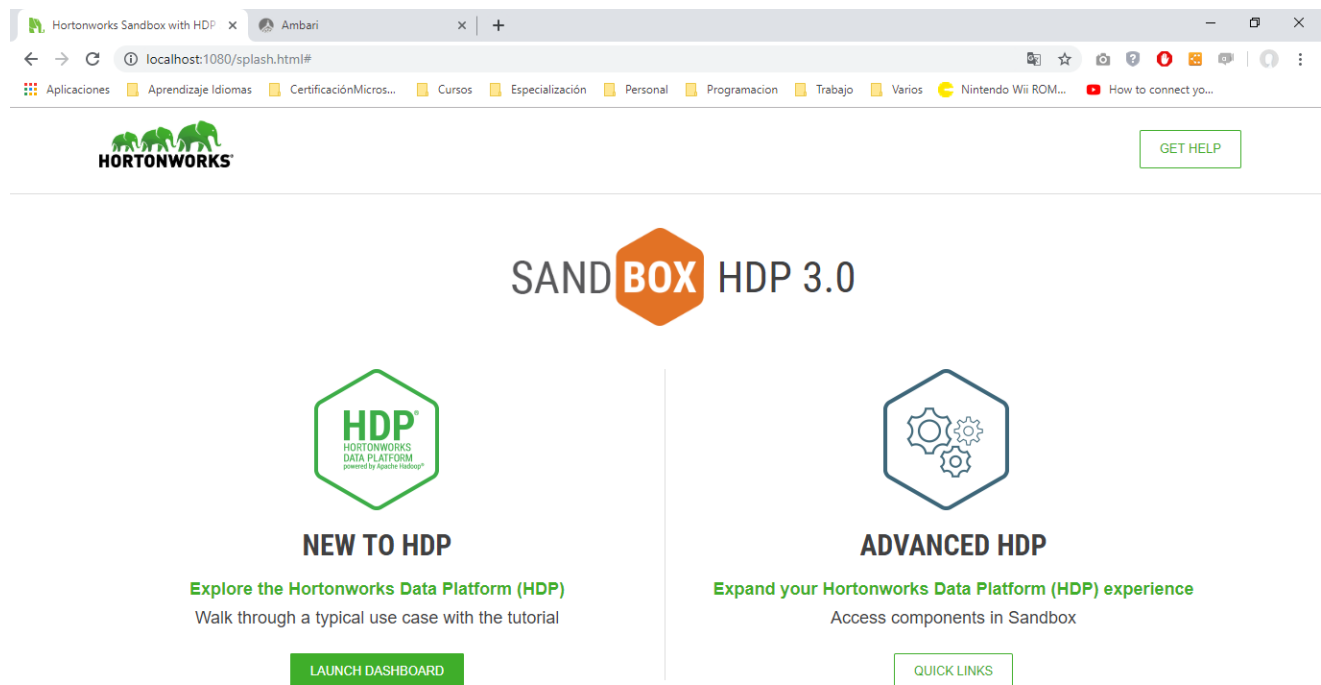 Hortonworks Sandbox with HDP
Ambari
localhost:1080/splash.html#
Aplicaciones
Aprendizaje Idiomas
CertificaciónMicros...
Cursos
Especialización
Personal
Programacion
Trabajo
Varios
Nintendo Wii ROM...
How to connect yo...
HORTONWORKS
GET HELP
SANDBOX HDP 3.0
HDP®
HORTONWORKS
DATA PLATFORM
powered by Apache Hadoop®
NEW TO HDP
Explore the Hortonworks Data Platform (HDP)
Walk through a typical use case with the tutorial
LAUNCH DASHBOARD
ADVANCED HDP
Expand your Hortonworks Data Platform (HDP) experience
Access components in Sandbox
QUICK LINKS